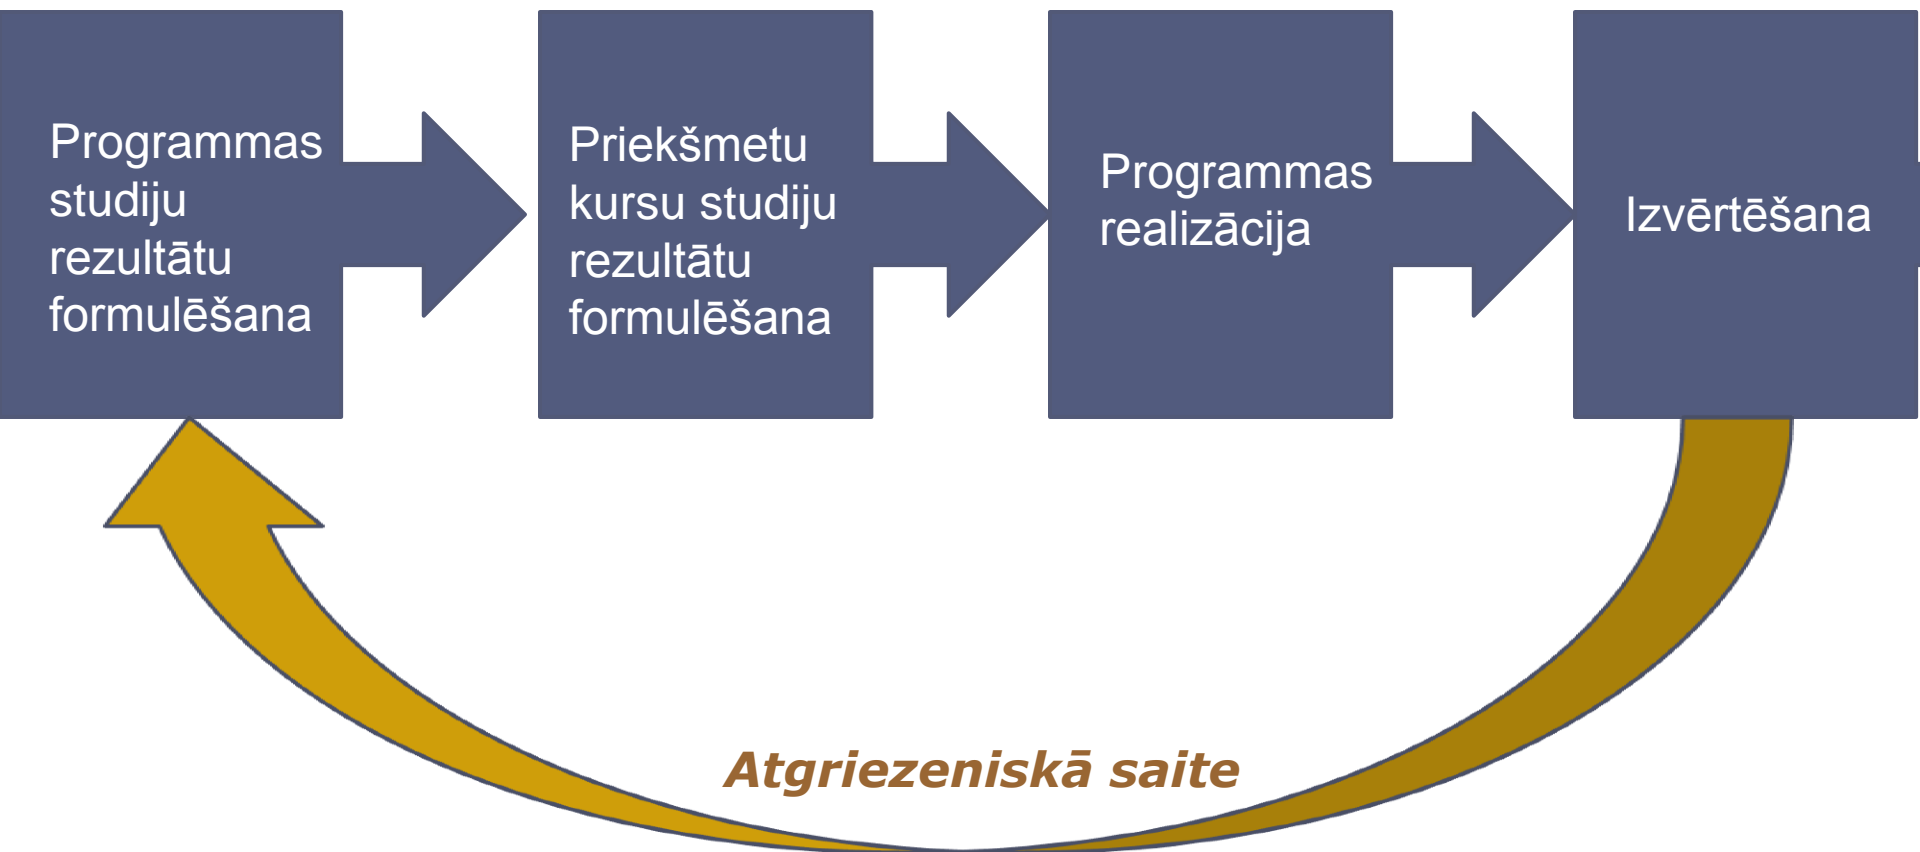 Programmas
studiju
rezultātu
formulēšana
Priekšmetu
kursu studiju
rezultātu
formulēšana
Programmas
realizācija
Izvērtēšana
Atgriezeniskā saite